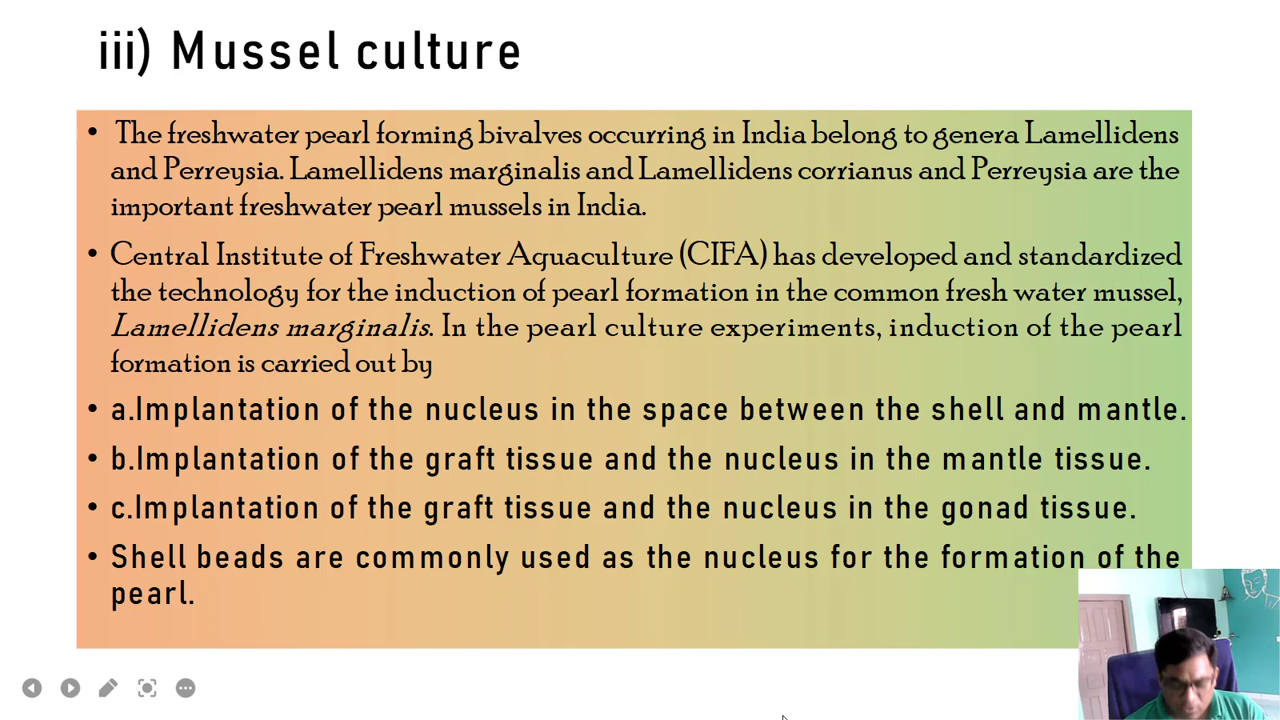 iii) Mussel culture
• The freshwater pearl forming bivalves occurring in India belong to genera Lamellidens
and Perreysia. Lamellidens marginalis and Lamellidens corrianus and Perreysia are the
important freshwater pearl mussels in India.
• Central Institute of Freshwater Aquaculture (CIFA) has developed and standardized
the technology for the induction of pearl formation in the common fresh water mussel,
Lamellidens marginalis. In the pearl culture experiments, induction of the pearl
formation is carried out by
• a.Implantation of the nucleus in the space between the shell and mantle.
• b.Implantation of the graft tissue and the nucleus in the mantle tissue.
• c.Implantation of the graft tissue and the nucleus in the gonad tissue.
• Shell beads are commonly used as the nucleus for the formation of the
pearl.